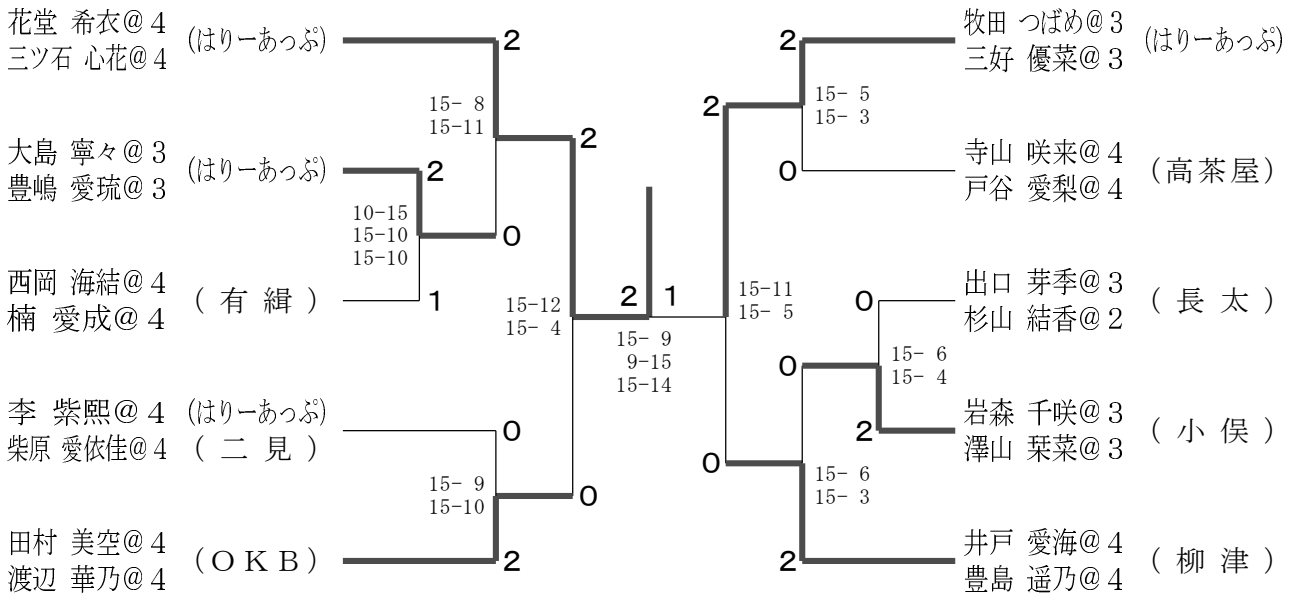 花堂 希衣@4
三ツ石 心花@4
(はりーあっぷ)
大島 寧々@3
豊嶋 愛琉@3
(はりーあっぷ)
西岡 海結@4
楠 愛成@4
(有緝)
李 紫熙@4
(はりーあっぷ)
柴原 愛依佳@4
(二見)
田村 美空@4
渡辺 華乃@4
(OKB)
2
15- 8
15-11
2
10-15
15-10
15-10
0
1
2
15-12
15- 4
0
15- 9
15-10
2
0
2 1
15- 9
9-15
15-14
2
15- 5
15- 3
0
2
15-11
15- 5
0
15- 6
15- 4
0
2
0
15- 6
15- 3
2
牧田 つばめ@3
三好 優菜@3
(はりーあっぷ)
寺山 咲来@4
戸谷 愛梨@4
(高茶屋)
出口 芽季@3
杉山 結香@2
(長太)
岩森 千咲@3
澤山 栞菜@3
(小俣)
井戸 愛海@4
豊島 遥乃@4
(柳津)